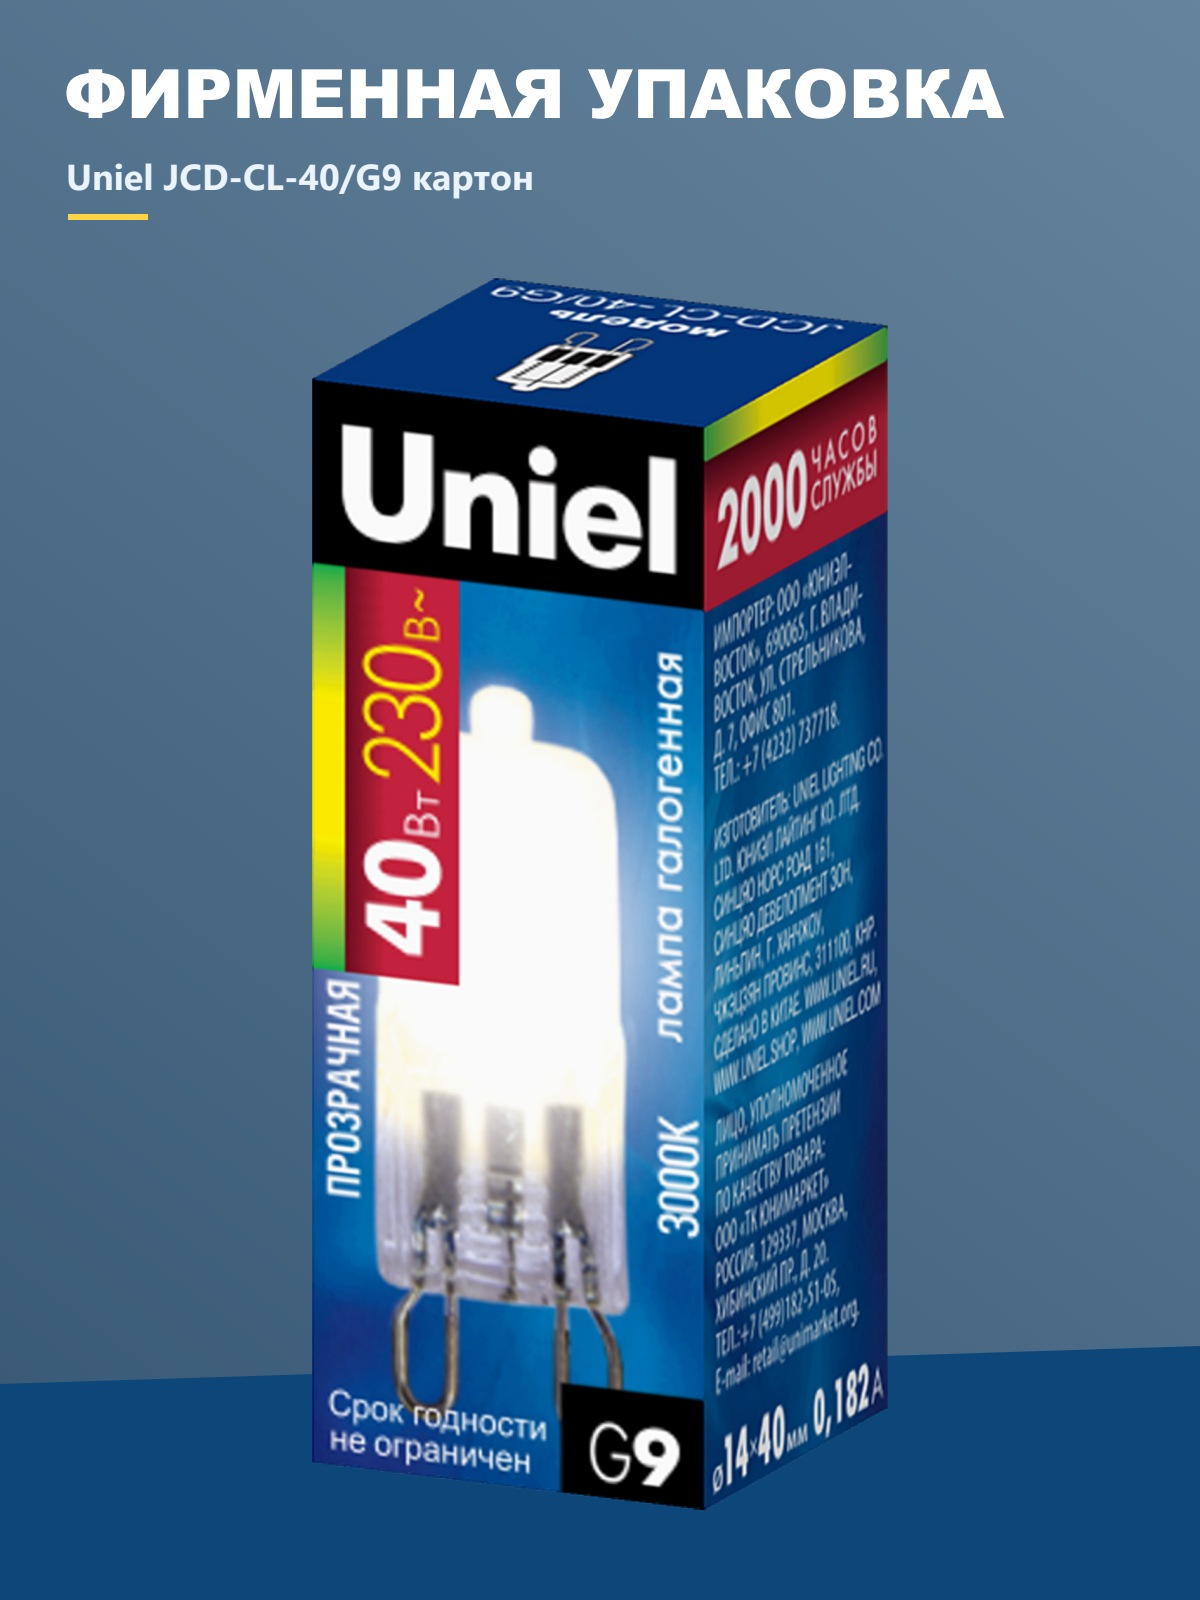 ФИРМЕННАЯ УПАКОВКА
Uniel JCD-CL-40/G9 картон
JCD-CL-40/G9
модель
Uniel
40Вт 230В~
ПРОЗРАЧНАЯ
лампа галогенная
3000К
Срок годности
не ограничен
G9
2000 ЧАСОВ
СЛУЖБЫ
ИМПОРТЕР: ООО «ЮНИЭЛ-
ВОСТОК», 690065, Г. ВЛАДИ-
ВОСТОК, УЛ. СТРЕЛЬНИКОВА,
Д. 7, ОФИС 801.
ТЕЛ.: +7 (4232) 737718.
ИЗГОТОВИТЕЛЬ: UNIEL LIGHTING CO.
LTD. ЮНИЭЛ ЛАЙТИНГ КО. ЛТД.
СИНЦЯО НОРС РОАД 161,
СИНЦЯО ДЕВЕЛОПМЕНТ ЗОН,
ЛИНЬПИН, Г. ХАНЧЖОУ,
ЧЖЭЦЗЯН ПРОВИНС, 311100, КНР.
СДЕЛАНО В КИТАЕ. WWW.UNIEL.RU,
WWW.UNIEL.SHOP, WWW.UNIEL.COM
ЛИЦО, УПОЛНОМОЧЕННОЕ
ПРИНИМАТЬ ПРЕТЕНЗИИ
ПО КАЧЕСТВУ ТОВАРА:
ООО «ТК ЮНИМАРКЕТ»
РОССИЯ, 129337, МОСКВА,
ХИБИНСКИЙ ПР., Д. 20.
ТЕЛ.:+7 (499)182-51-05,
E-mail: retail@unimarket.org.
⌀14×40мм 0,182А